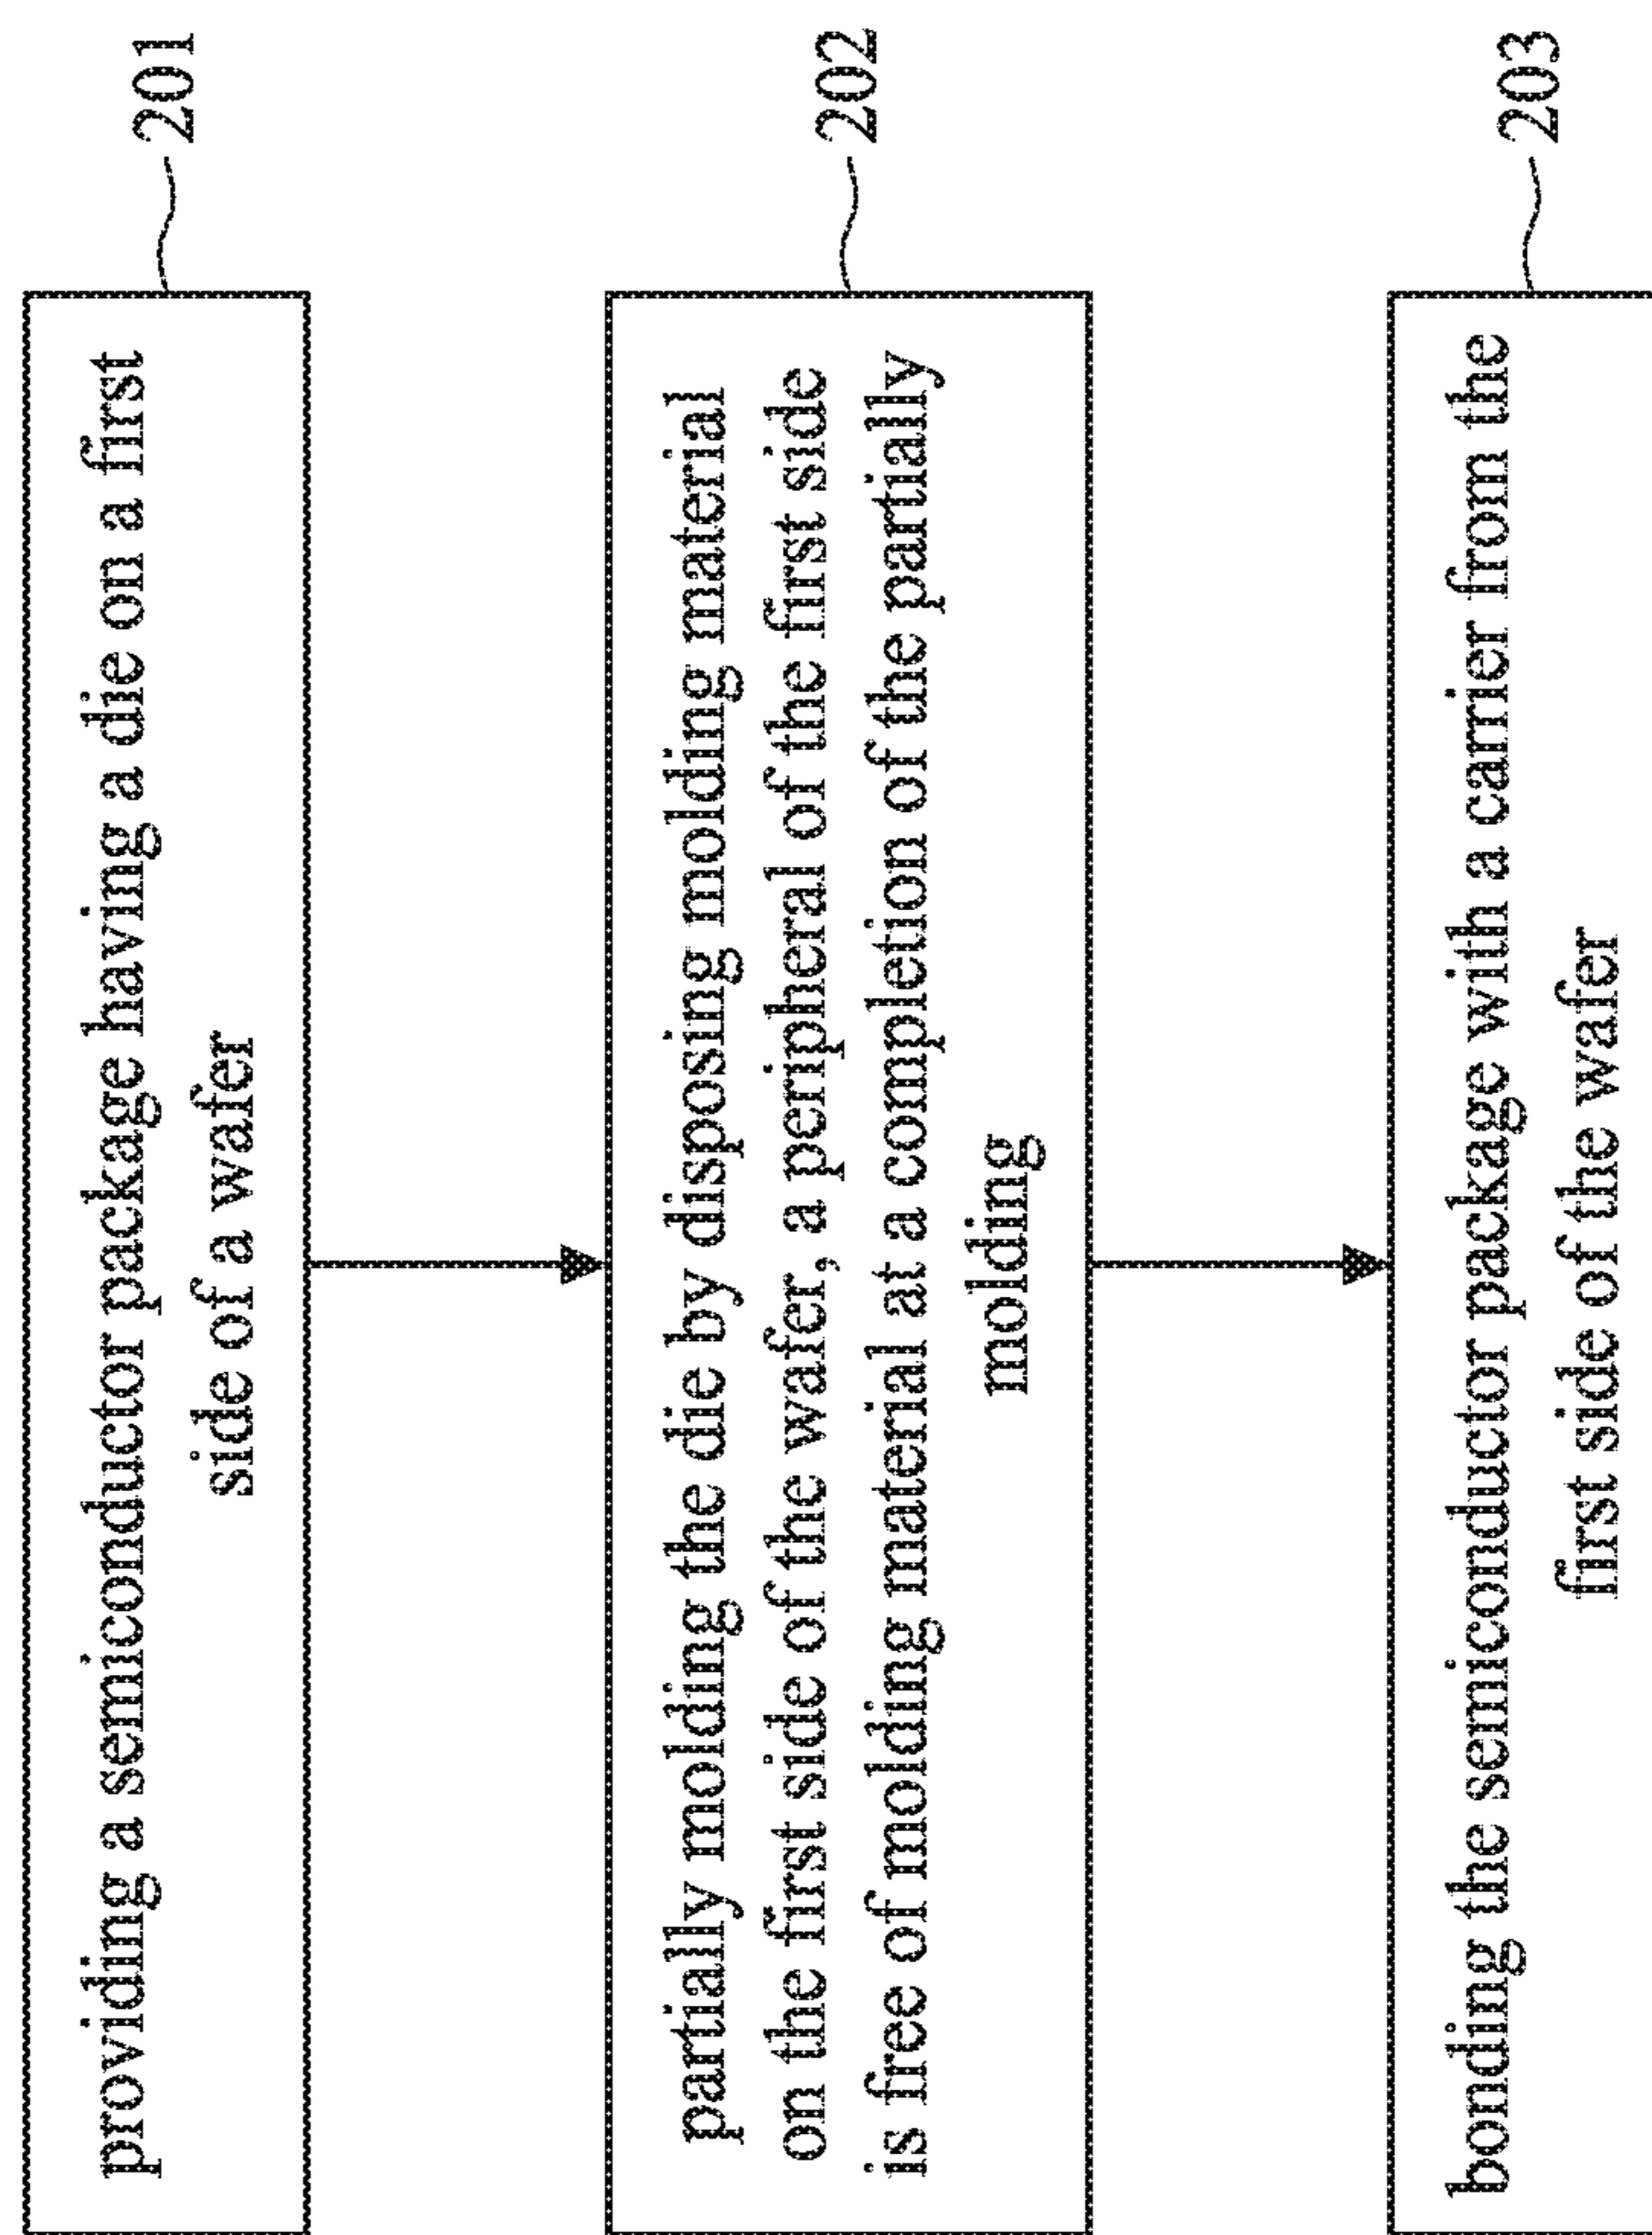 providing a semiconductor package having a die on a first
side of a wafer
201
partially molding the die by disposing molding material
on the first side of the wafer, a peripheral of the first side
is free of molding material at a completion of the partially
molding
202
bonding the semiconductor package with a carrier from the
first side of the wafer
203